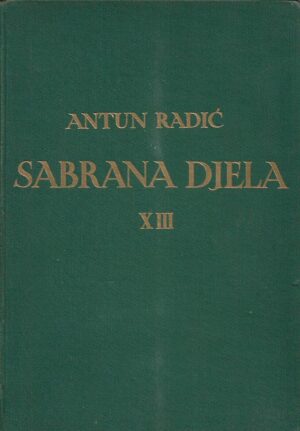 ANTUN RADIĆ
SABRANA DJELA
XIII